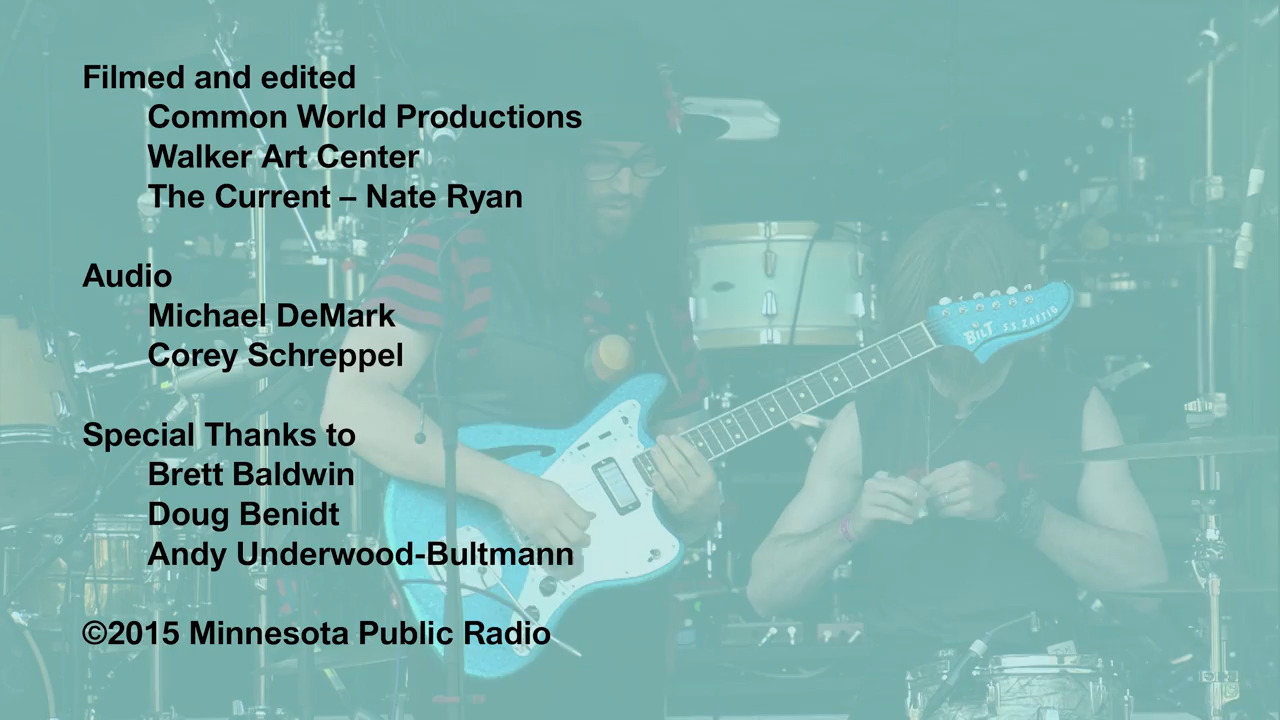 Filmed and edited
Common World Productions
Walker Art Center
The Current – Nate Ryan
Audio
Michael DeMark
Corey Schreppel
Special Thanks to
Brett Baldwin
Doug Benidt
Andy Underwood-Bultmann
©2015 Minnesota Public Radio
BiLT S.S. ZAFTIG